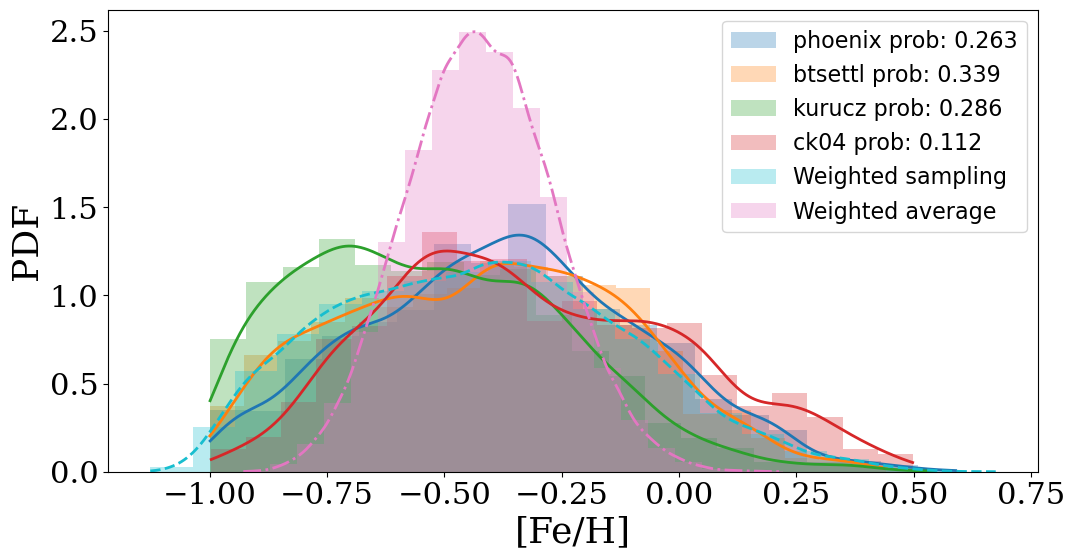 2.5
2.0
1.5
1.0
0.5
0.0
PDF
phoenix prob: 0.263
btsettl prob: 0.339
kurucz prob: 0.286
ck04 prob: 0.112
Weighted sampling
Weighted average
−1.00 −0.75 −0.50 −0.25 0.00 0.25 0.50 0.75
[Fe/H]